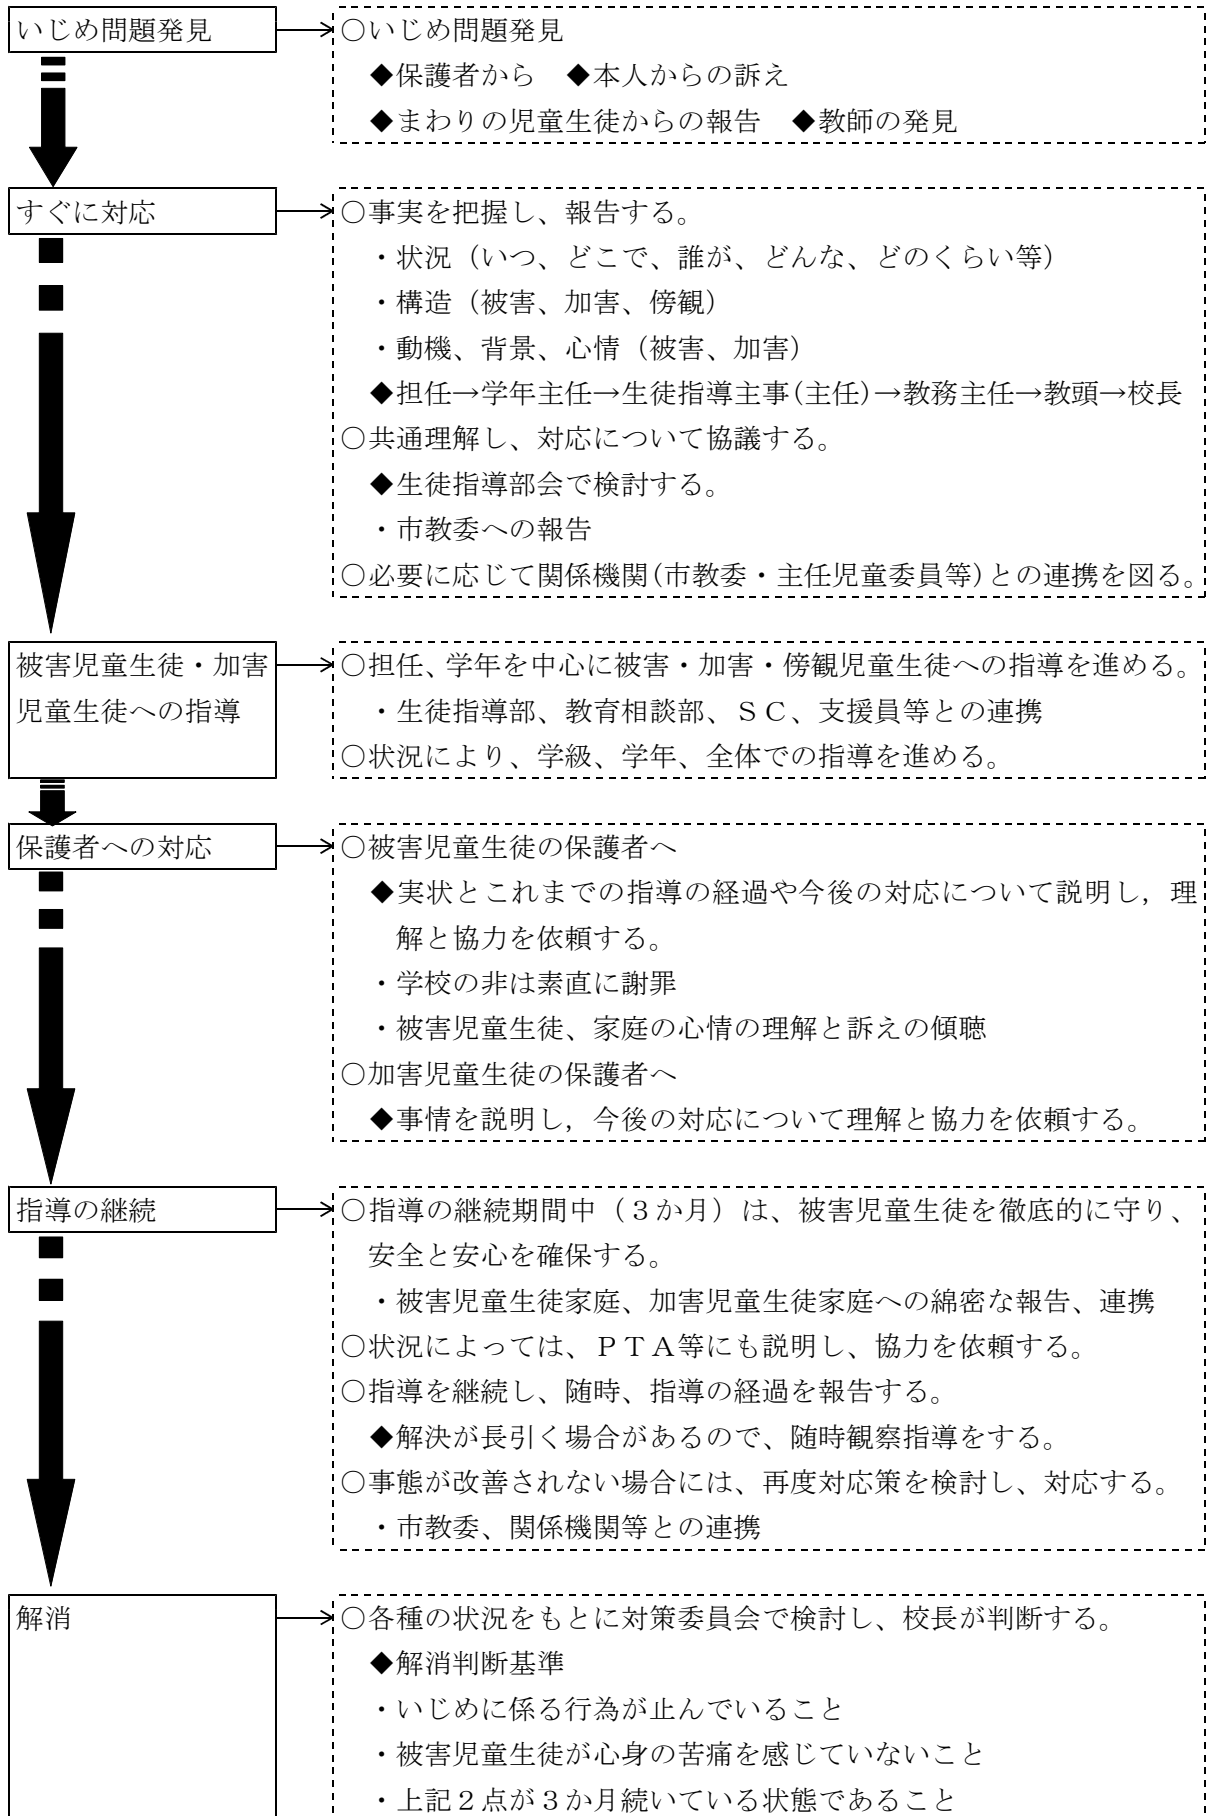 いじめ問題発見
○いじめ問題発見
◆保護者から　◆本人からの訴え
◆まわりの児童生徒からの報告　◆教師の発見
すぐに対応
○事実を把握し、報告する。
・状況（いつ、どこで、誰が、どんな、どのくらい等）
・構造（被害、加害、傍観）
・動機、背景、心情（被害、加害）
◆担任→学年主任→生徒指導主事(主任)→教務主任→教頭→校長
○共通理解し、対応について協議する。
◆生徒指導部会で検討する。
・市教委への報告
○必要に応じて関係機関(市教委・主任児童委員等)との連携を図る。
被害児童生徒・加害
児童生徒への指導
○担任、学年を中心に被害・加害・傍観児童生徒への指導を進める。
・生徒指導部、教育相談部、ＳＣ、支援員等との連携
○状況により、学級、学年、全体での指導を進める。
保護者への対応
○被害児童生徒の保護者へ
◆実状とこれまでの指導の経過や今後の対応について説明し，理
解と協力を依頼する。
・学校の非は素直に謝罪
・被害児童生徒、家庭の心情の理解と訴えの傾聴
○加害児童生徒の保護者へ
◆事情を説明し，今後の対応について理解と協力を依頼する。
指導の継続
○指導の継続期間中（３か月）は、被害児童生徒を徹底的に守り、
安全と安心を確保する。
・被害児童生徒家庭、加害児童生徒家庭への綿密な報告、連携
○状況によっては、ＰＴＡ等にも説明し、協力を依頼する。
○指導を継続し、随時、指導の経過を報告する。
◆解決が長引く場合があるので、随時観察指導をする。
○事態が改善されない場合には、再度対応策を検討し、対応する。
・市教委、関係機関等との連携
解消
○各種の状況をもとに対策委員会で検討し、校長が判断する。
◆解消判断基準
・いじめに係る行為が止んでいること
・被害児童生徒が心身の苦痛を感じていないこと
・上記２点が３か月続いている状態であること